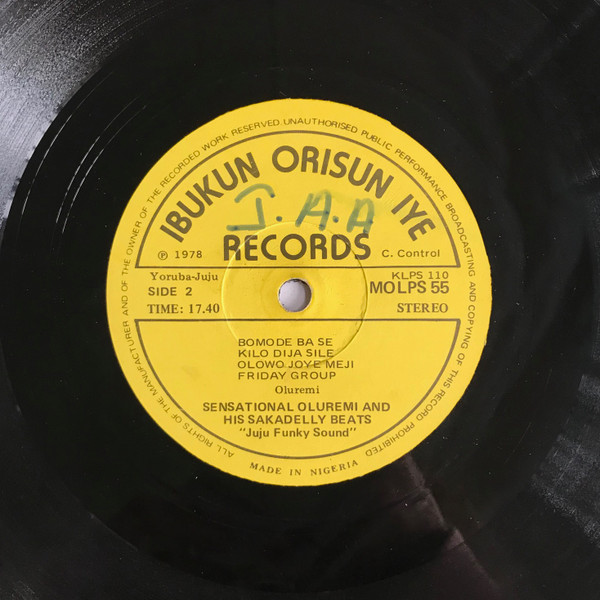 ALL RIGHTS OF THE MANUFACTURER AND OF THE OWNER OF THE RECORDED WORK RESERVED. UNAUTHORISED PUBLIC PERFORMANCE BROADCASTING AND COPYING OF THIS RECORD PROHIBITED
IBUKUN ORISUN IYE
I.A.A
RECORDS
℗ 1978
C. Control
Yoruba-Juju
KLPS 110
SIDE 2
MOLPS 55
TIME: 17.40
STEREO
BOMODE BA SE
KILO DIJA SILE
OLOWO JOYE MEJI
FRIDAY GROUP
Oluremi
SENSATIONAL OLUREMI AND
HIS SAKADELLY BEATS
"Juju Funky Sound"
MADE IN NIGERIA